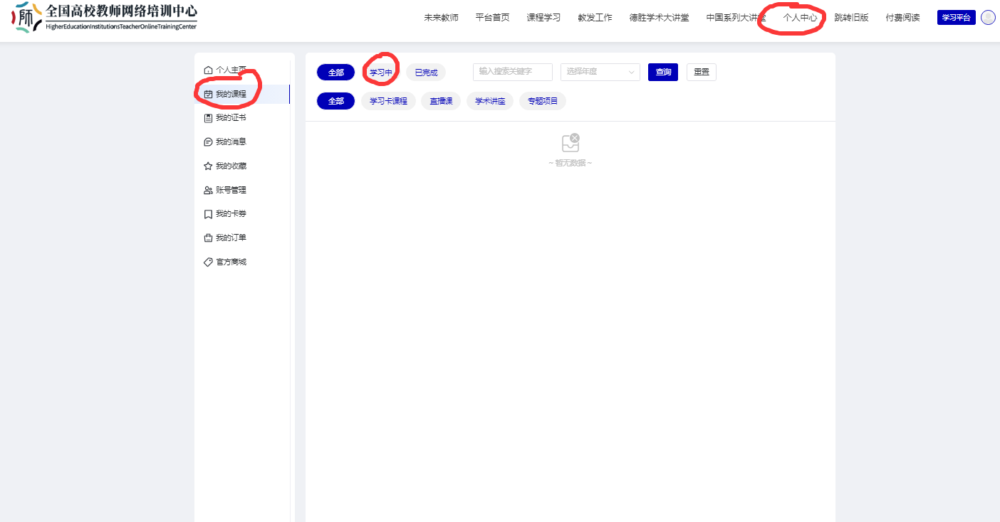 全国高校教师网络培训中心
HigherEducationInstitutionsTeacherOnlineTrainingCenter
未来教师 平台首页 课程学习 教发工作 德胜学术大讲堂 中国系列大讲堂 个人中心 跳转旧版 付费阅读 学习平台
个人主页
我的课程
我的证书
我的消息
我的收藏
账号管理
我的卡券
我的订单
官方商城
全部 学习中 已完成 输入搜索关键字 选择年度 查询 重置
全部 学习卡课程 直播课 学术讲座 专题项目
~ 暂无数据 ~